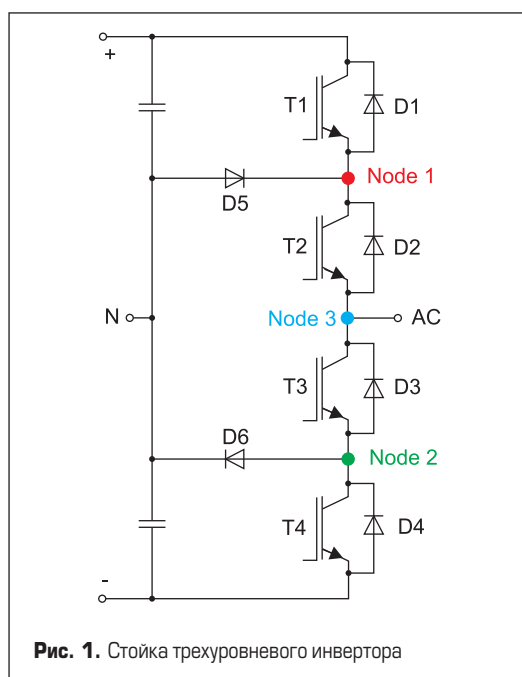 +
T1
D1
Node 1
D5
T2
D2
N
Node 3
AC
T3
D3
D6
Node 2
T4
D4
-
Рис. 1. Стойка трехуровневого инвертора